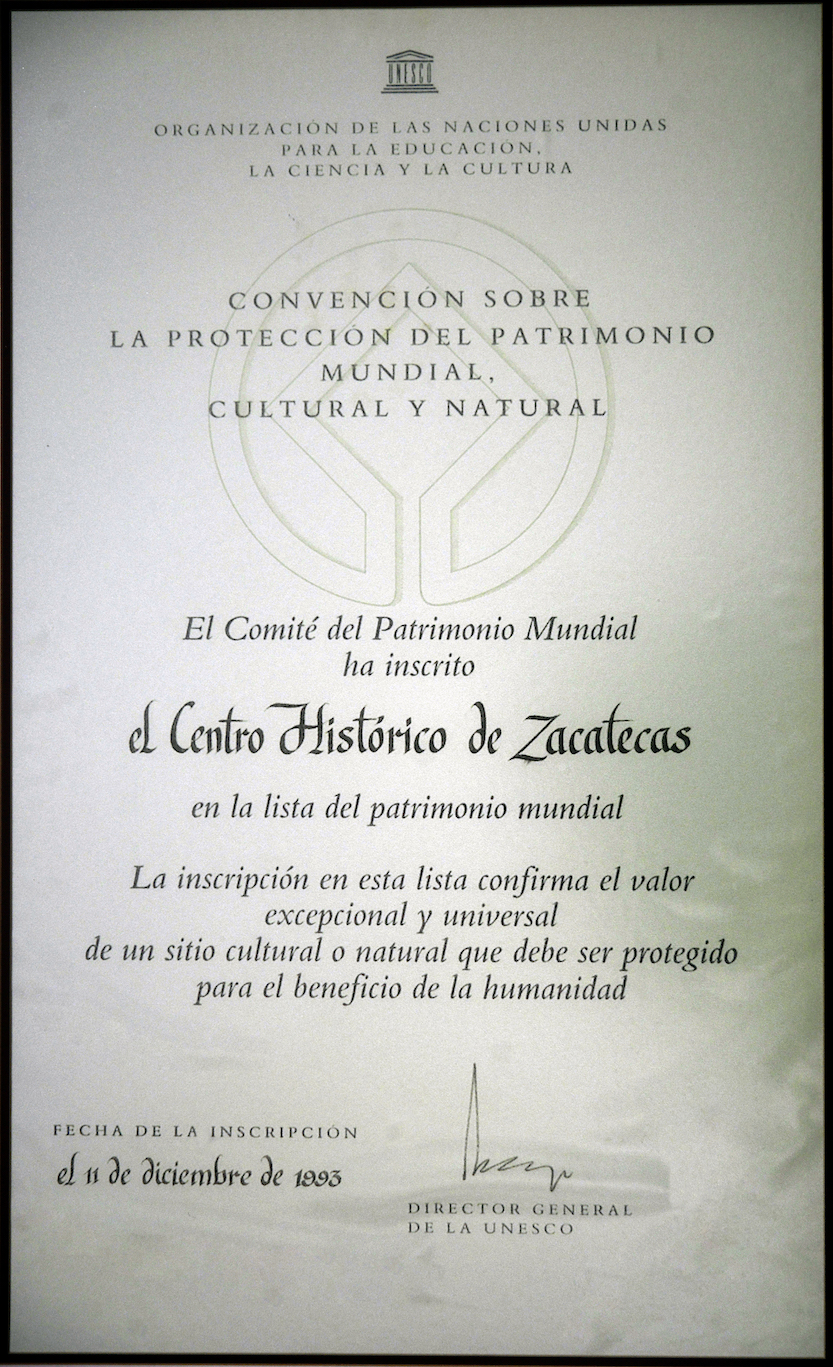 UNESCO
ORGANIZACIÓN DE LAS NACIONES UNIDAS
PARA LA EDUCACIÓN,
LA CIENCIA Y LA CULTURA
CONVENCIÓN SOBRE
LA PROTECCIÓN DEL PATRIMONIO
MUNDIAL,
CULTURAL Y NATURAL
El Comité del Patrimonio Mundial
ha inscrito
el Centro Histórico de Zacatecas
en la lista del patrimonio mundial
La inscripción en esta lista confirma el valor
excepcional y universal
de un sitio cultural o natural que debe ser protegido
para el beneficio de la humanidad
FECHA DE LA INSCRIPCIÓN
el 11 de diciembre de 1993
DIRECTOR GENERAL
DE LA UNESCO